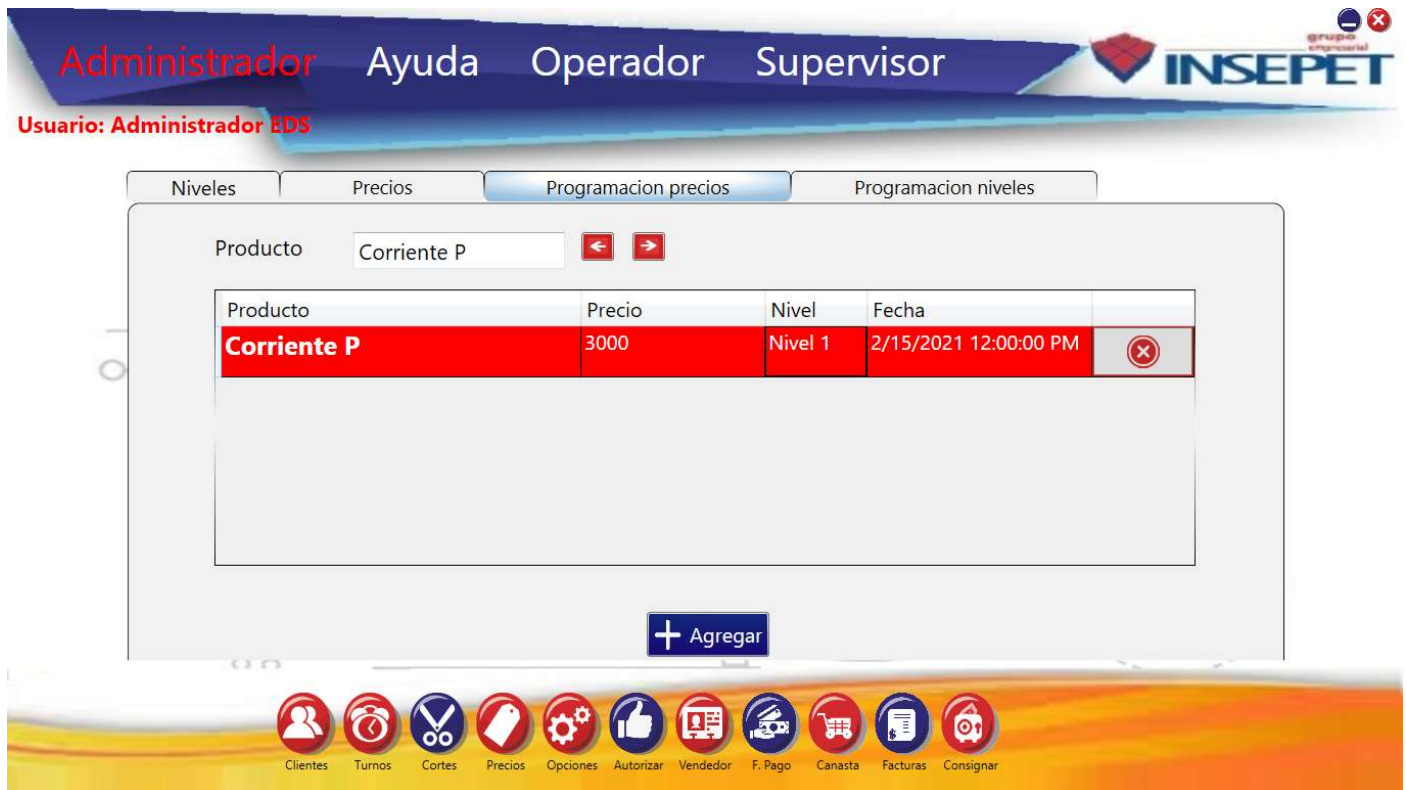 Administrador Ayuda Operador Supervisor
grupo
empresarial
INSEPET
Usuario: Administrador EDS
Niveles Precios Programacion precios Programacion niveles
Producto Corriente P
Producto Precio Nivel Fecha
Corriente P 3000 Nivel 1 2/15/2021 12:00:00 PM
+ Agregar
Clientes Turnos Cortes Precios Opciones Autorizar Vendedor F. Pago Canasta Facturas Consignar